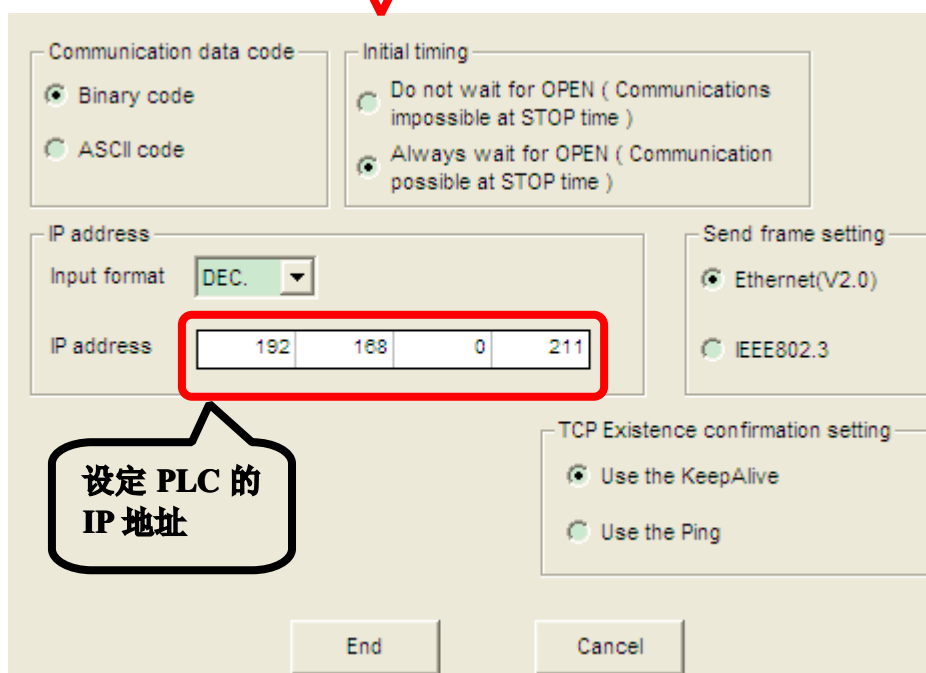 Communication data code
Binary code
ASCII code
Initial timing
Do not wait for OPEN ( Communications
impossible at STOP time )
Always wait for OPEN ( Communication
possible at STOP time )
IP address
Input format DEC.
IP address 192 168 0 211
Send frame setting
Ethernet(V2.0)
IEEE802.3
设定 PLC 的
IP 地址
TCP Existence confirmation setting
Use the KeepAlive
Use the Ping
End Cancel